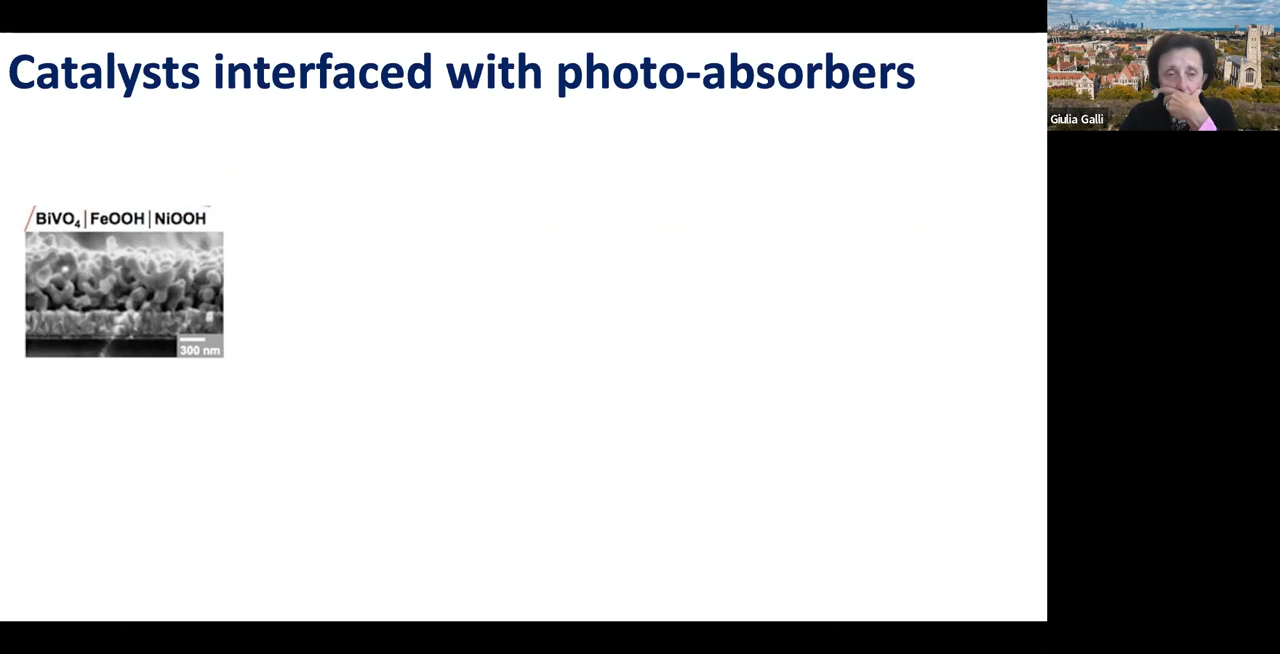 Catalysts interfaced with photo-absorbers
Giulia Galli
BiVO₄|FeOOH|NiOOH
300 nm